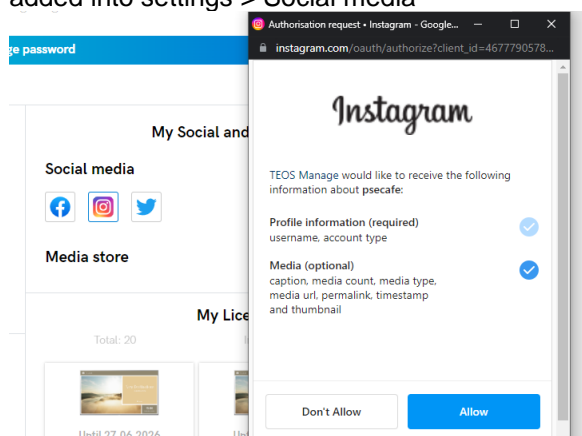 added into settings > Social media
Authorisation request • Instagram - Google...
instagram.com/oauth/authorize?client_id=4677790578...
ge password
Instagram
My Social and
Social media
Media store
TEOS Manage would like to receive the following
information about psecafe:
Profile information (required)
username, account type
Media (optional)
caption, media count, media type,
media url, permalink, timestamp
and thumbnail
My Lice
Total: 20
Until 27.06.2026
Unt
Don't Allow
Allow